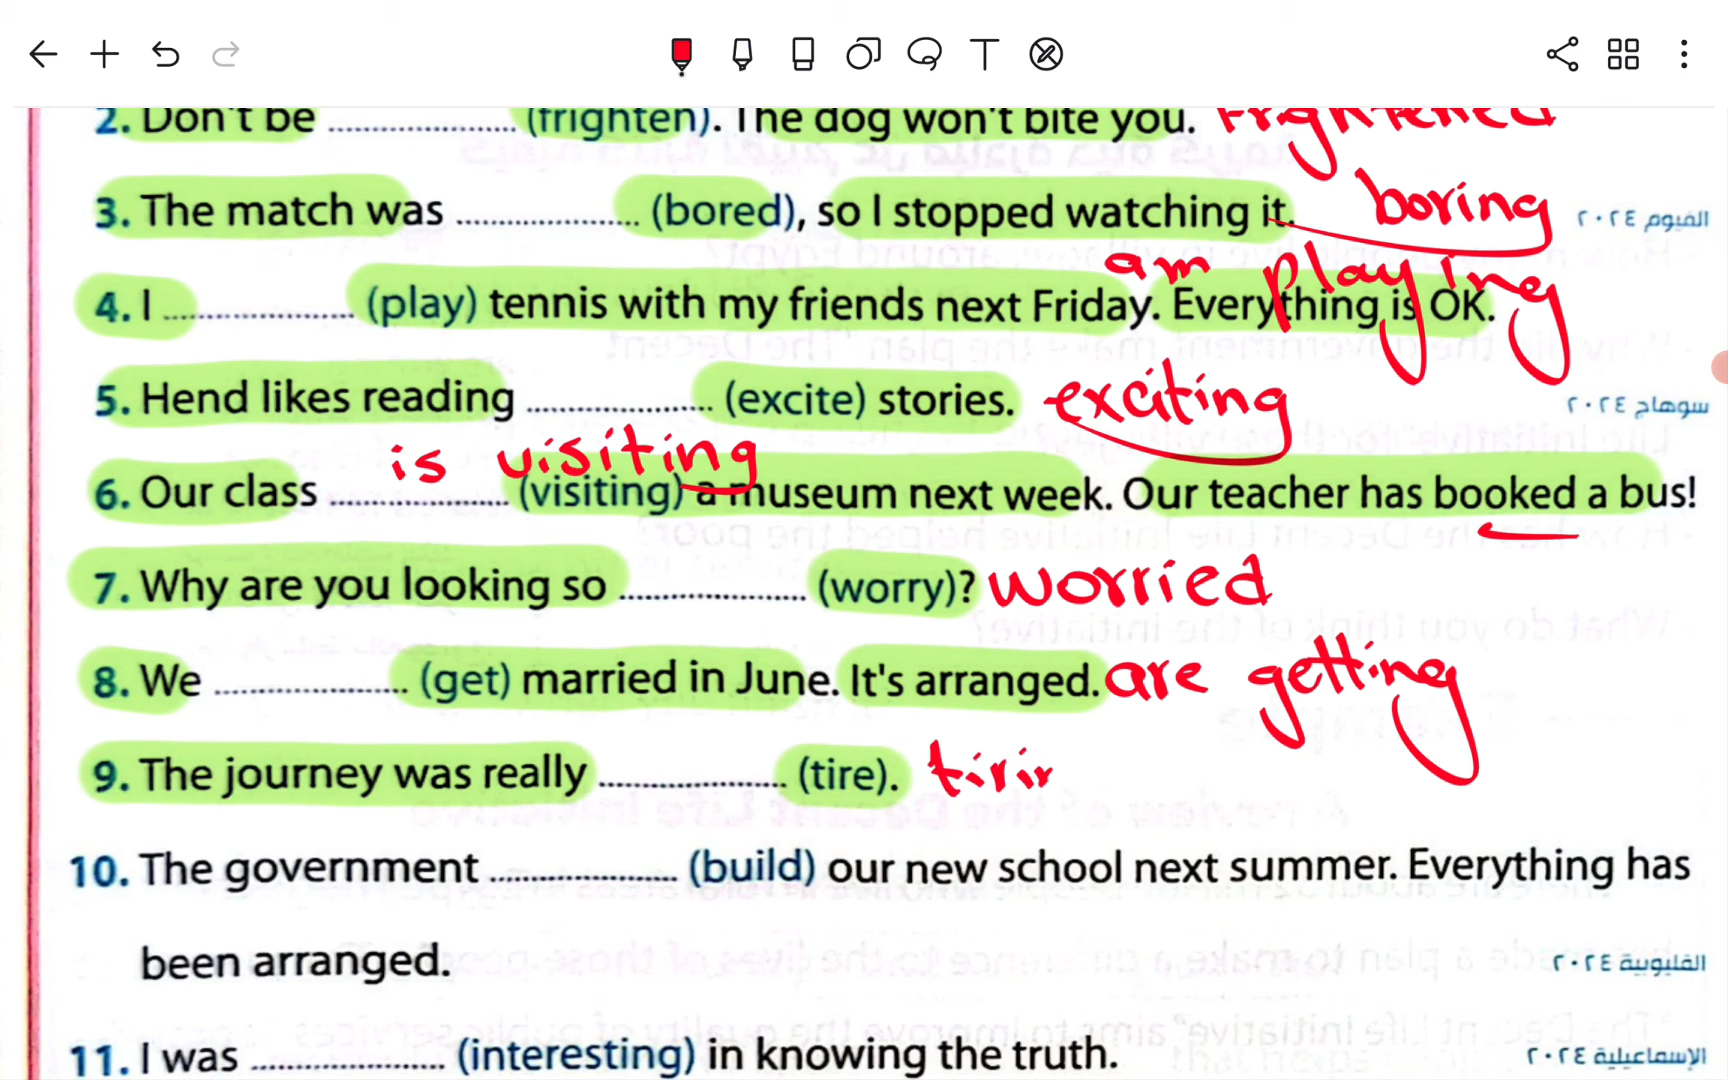 2. Don't be .................. (frighten). The dog won't bite you. Frightened
3. The match was .................. (bored), so I stopped watching it. boring الفيوم ٢٠٢٤
am playing
4. I .................. (play) tennis with my friends next Friday. Everything is OK.
5. Hend likes reading .................. (excite) stories. exciting سوهاج ٢٠٢٤
is visiting
6. Our class .................. (visiting) a museum next week. Our teacher has booked a bus!
7. Why are you looking so .................. (worry)? worried
8. We .................. (get) married in June. It's arranged. are getting
9. The journey was really .................. (tire). tirin
10. The government .................. (build) our new school next summer. Everything has
been arranged. القليوبية ٢٠٢٤
11. I was .................. (interesting) in knowing the truth. الإسماعيلية ٢٠٢٤